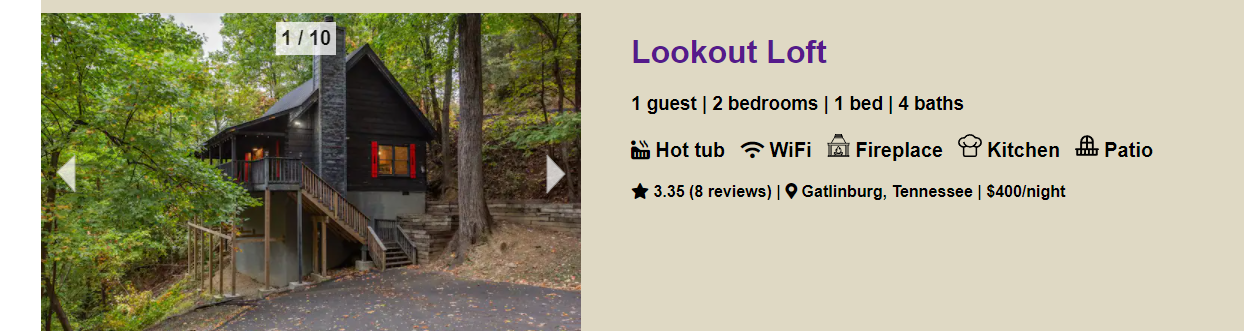 1 / 10
Lookout Loft
1 guest | 2 bedrooms | 1 bed | 4 baths
Hot tub WiFi Fireplace Kitchen Patio
3.35 (8 reviews) | Gatlinburg, Tennessee | $400/night